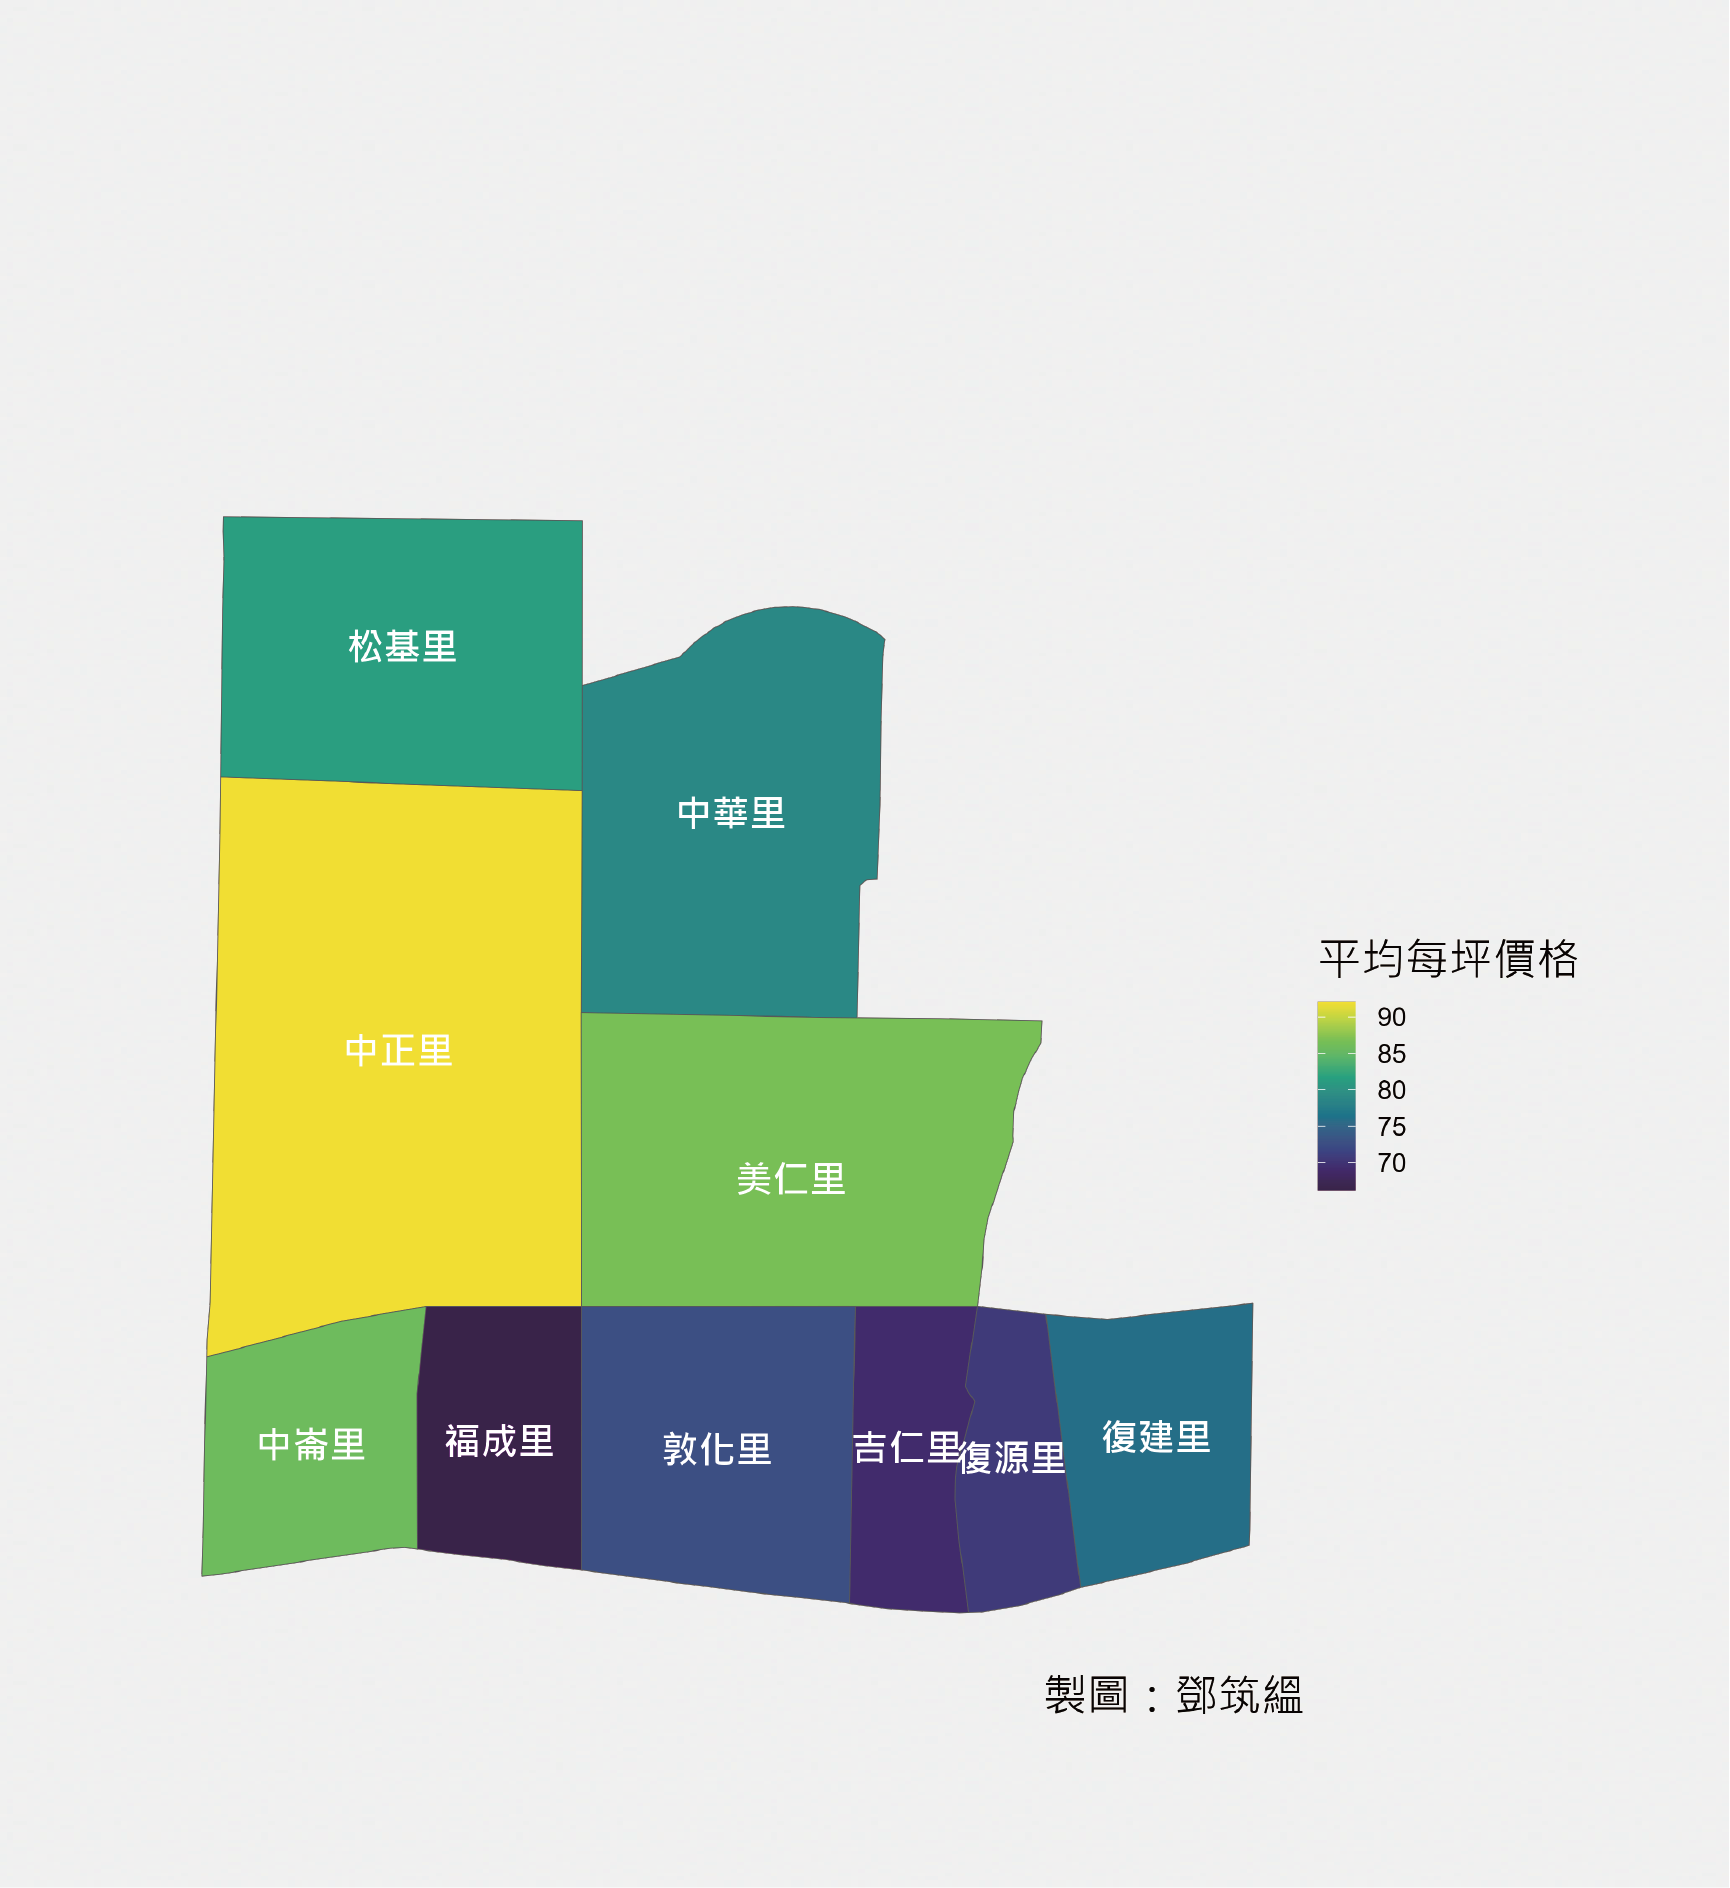 松基里
中華里
平均每坪價格
90
85
80
75
70
中正里
美仁里
中崙里
福成里
敦化里
吉仁里
復源里
復建里
製圖：鄧筑縕